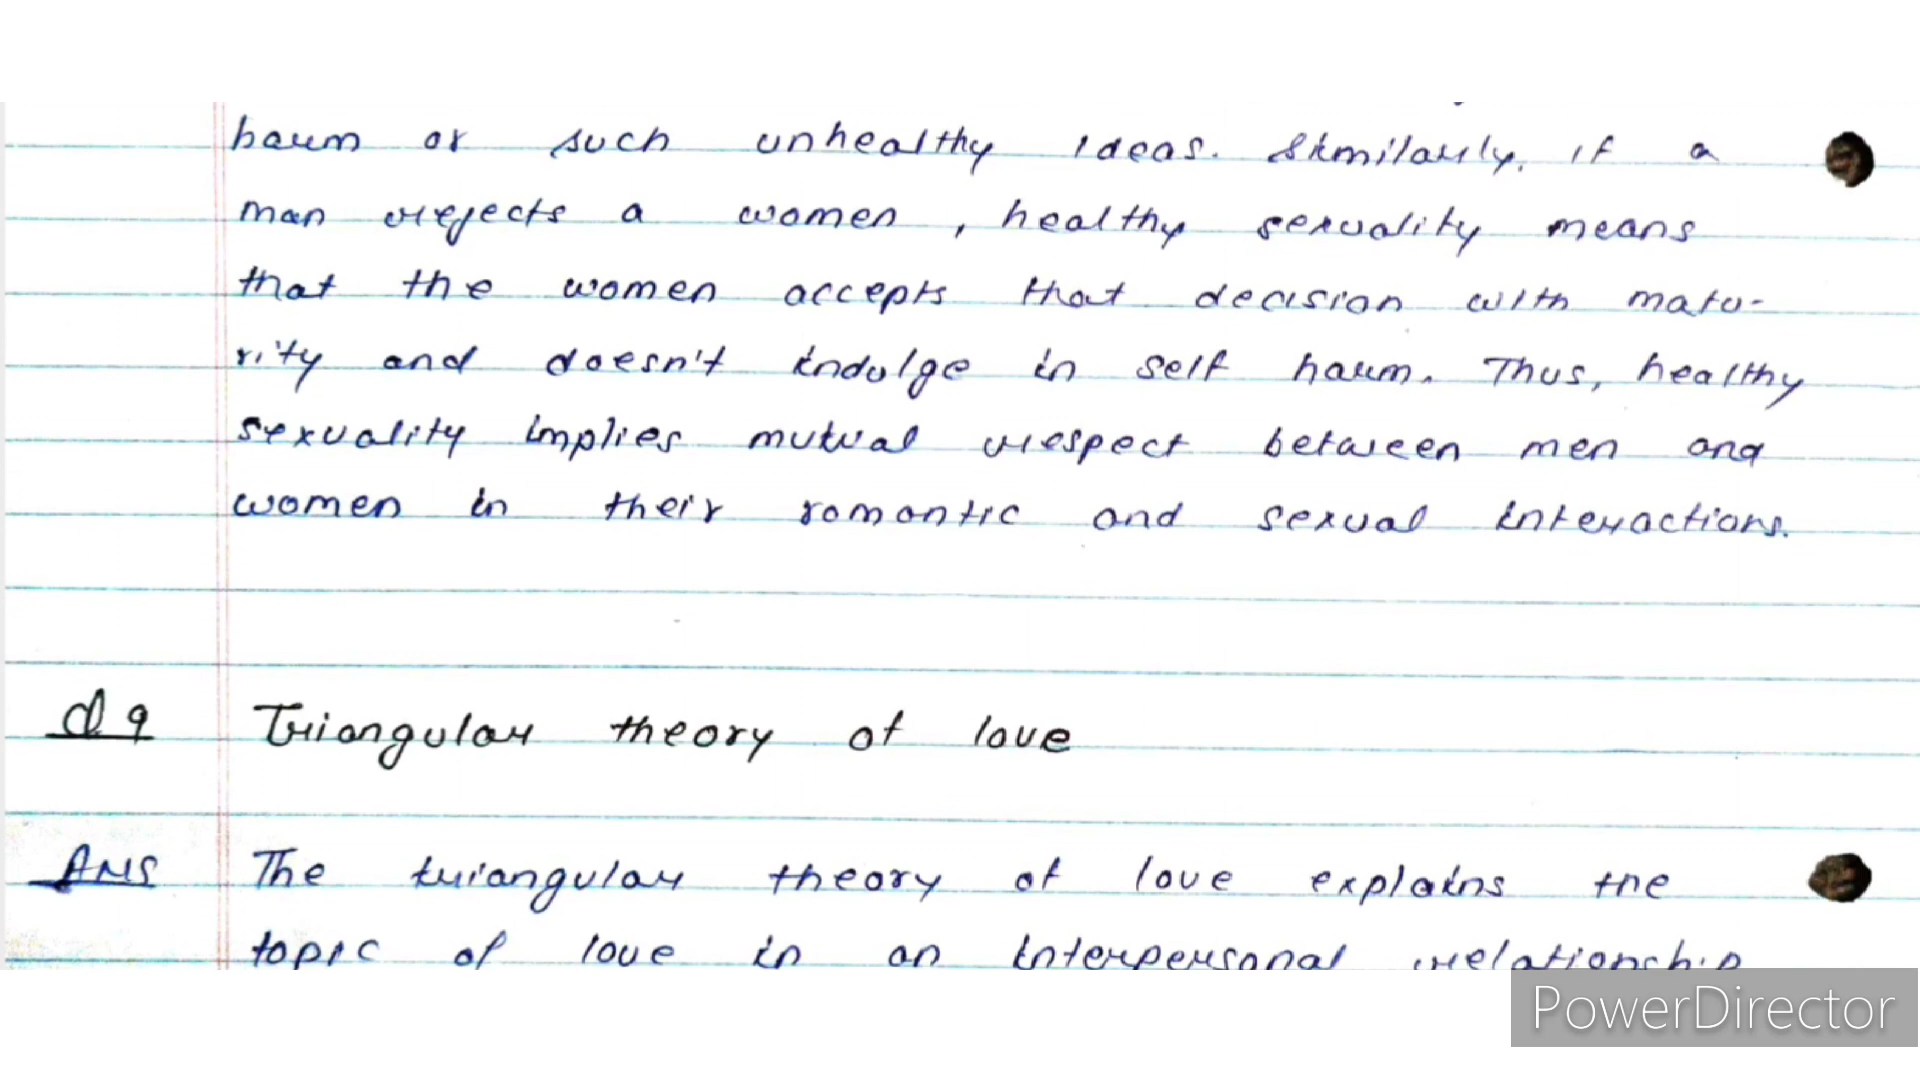 harm or such unhealthy ideas. Similarly, if a
man rejects a women, healthy sexuality means
that the women accepts that decision with matu-
rity and doesn't indulge in self harm. Thus, healthy
sexuality implies mutual respect between men and
women in their romantic and sexual interactions.
Q9 Triangular theory of love
Ans The triangular theory of love explains the
topic of love in an interpersonal relationship
PowerDirector